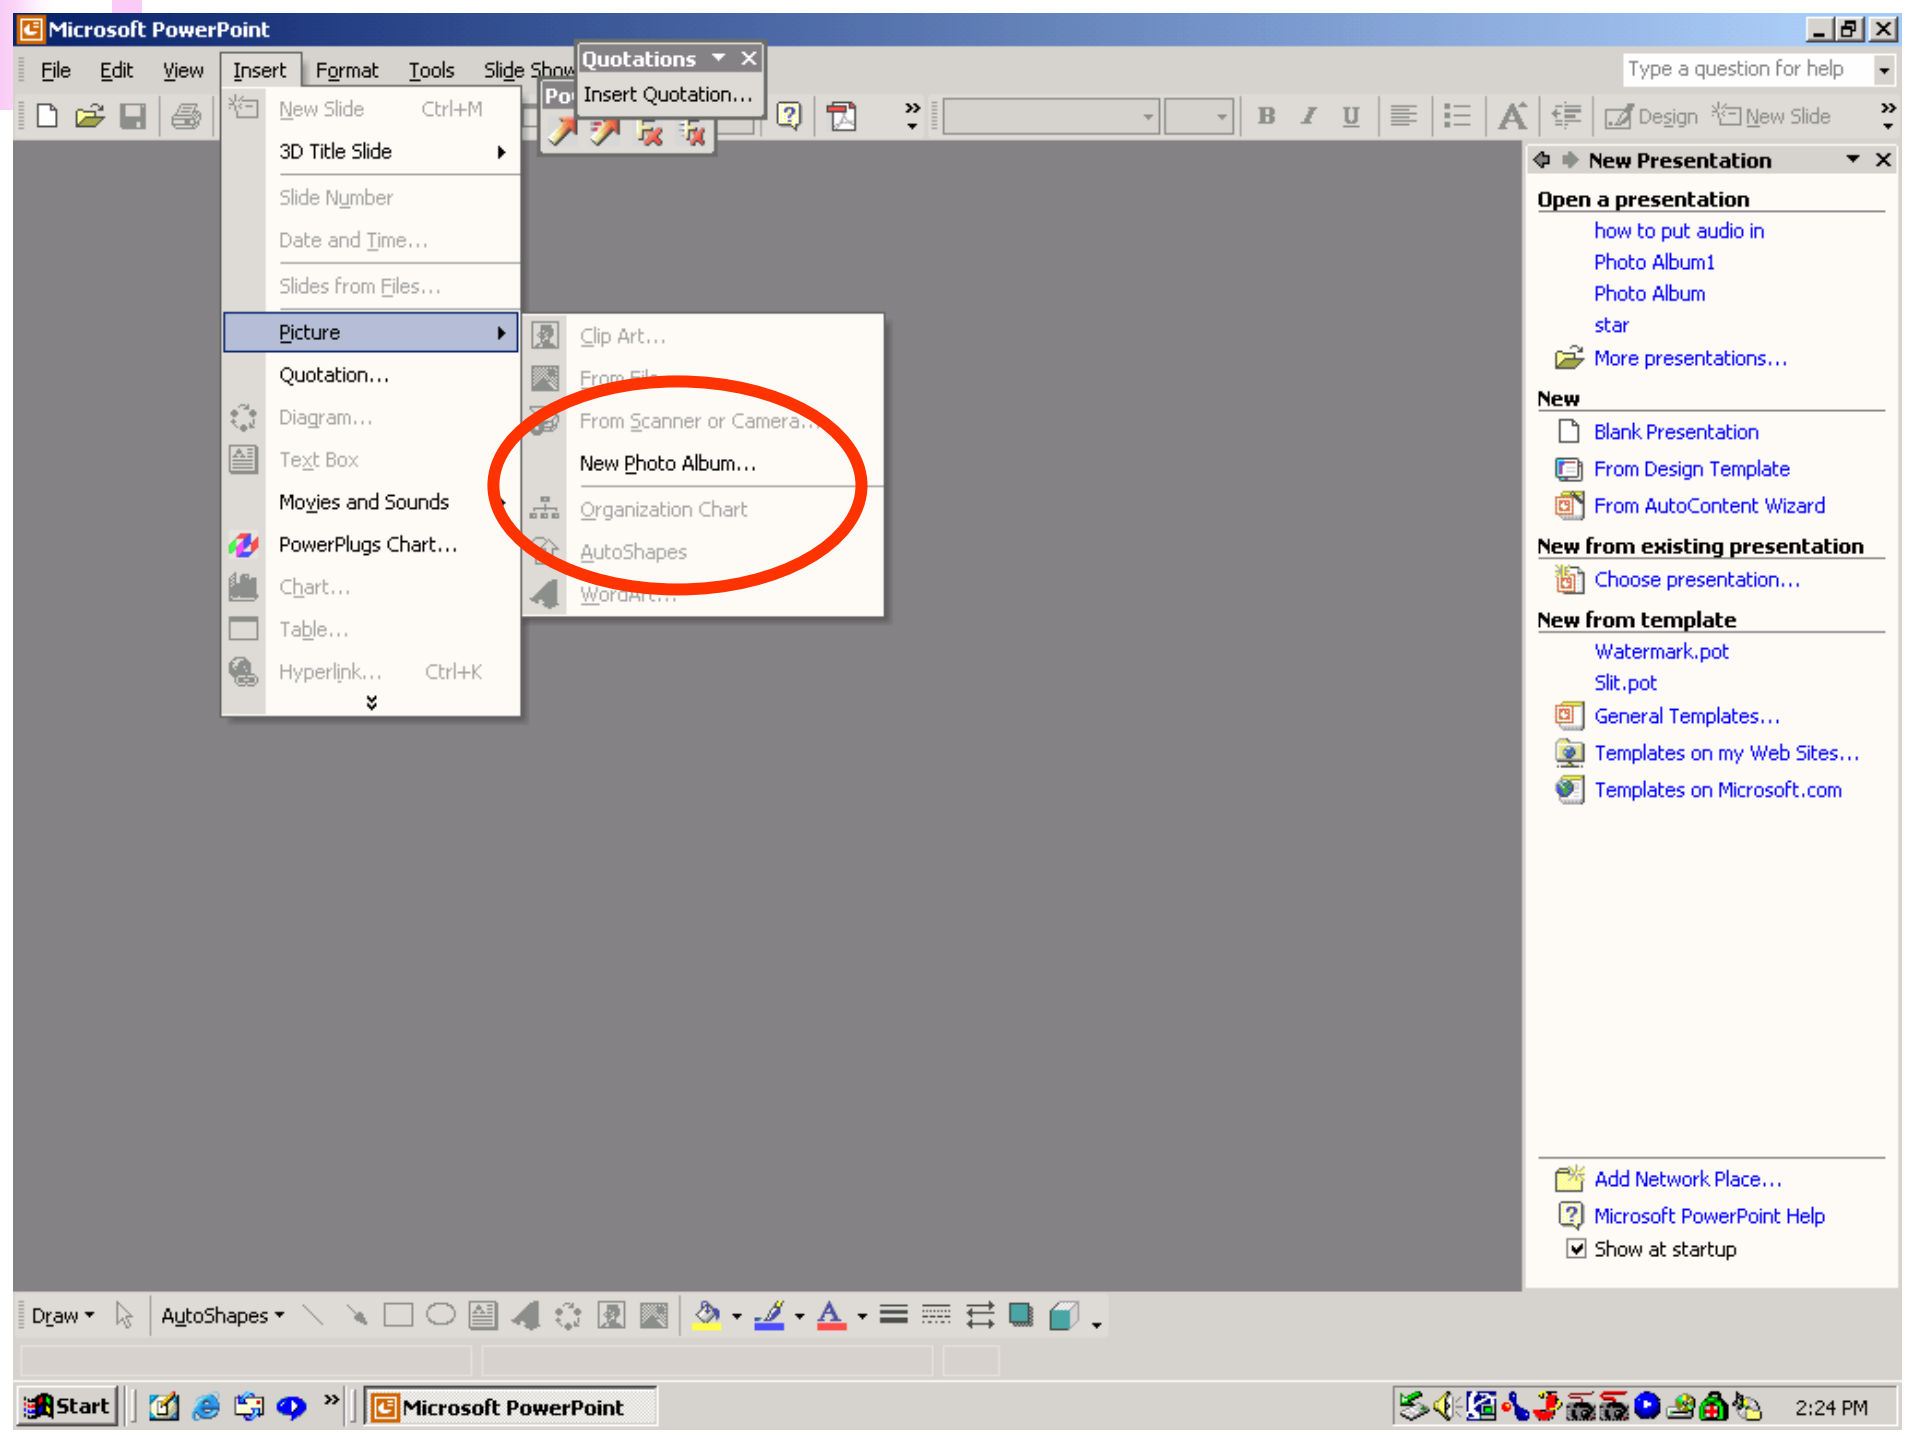 Microsoft PowerPoint
File Edit View Insert Format Tools Slide Show
Quotations
Insert Quotation...
Type a question for help
B I U A Design New Slide
New Slide Ctrl+M
3D Title Slide
Slide Number
Date and Time...
Slides from Files...
Picture
Quotation...
Diagram...
Text Box
Movies and Sounds
PowerPlugs Chart...
Chart...
Table...
Hyperlink... Ctrl+K
Clip Art...
From File
From Scanner or Camera...
New Photo Album...
Organization Chart
AutoShapes
WordArt...
New Presentation
Open a presentation
how to put audio in
Photo Album1
Photo Album
star
More presentations...
New
Blank Presentation
From Design Template
From AutoContent Wizard
New from existing presentation
Choose presentation...
New from template
Watermark.pot
Slit.pot
General Templates...
Templates on my Web Sites...
Templates on Microsoft.com
Add Network Place...
Microsoft PowerPoint Help
Show at startup
Draw AutoShapes A
Start Microsoft PowerPoint 2:24 PM